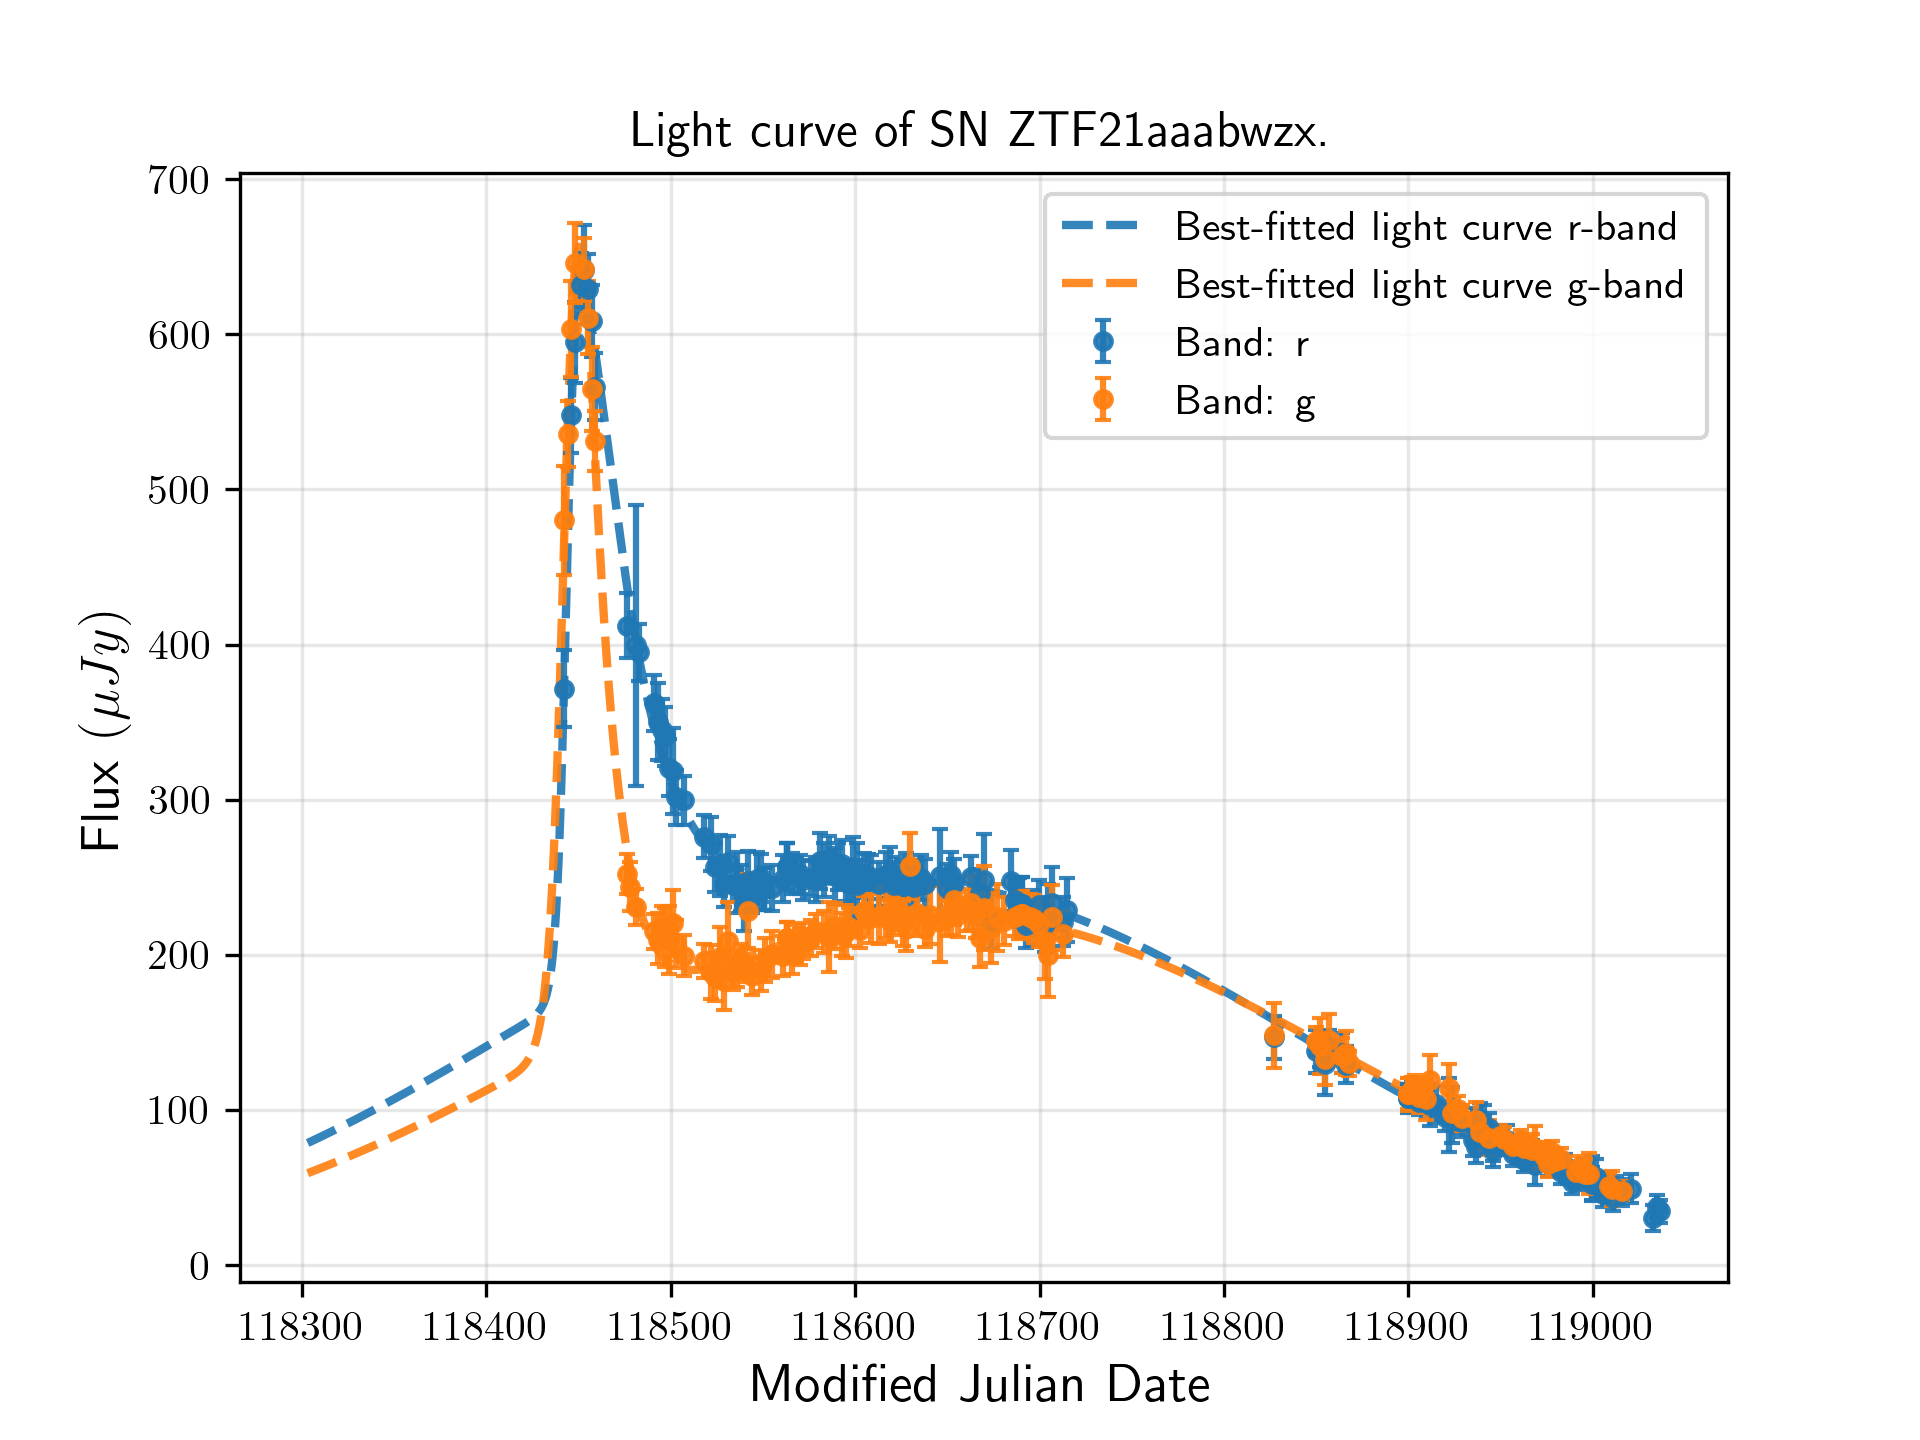 Light curve of SN ZTF21aaabwzx.
700
600
500
400
300
200
100
0
Flux (μJy)
Best-fitted light curve r-band
Best-fitted light curve g-band
Band: r
Band: g
118300 118400 118500 118600 118700 118800 118900 119000
Modified Julian Date